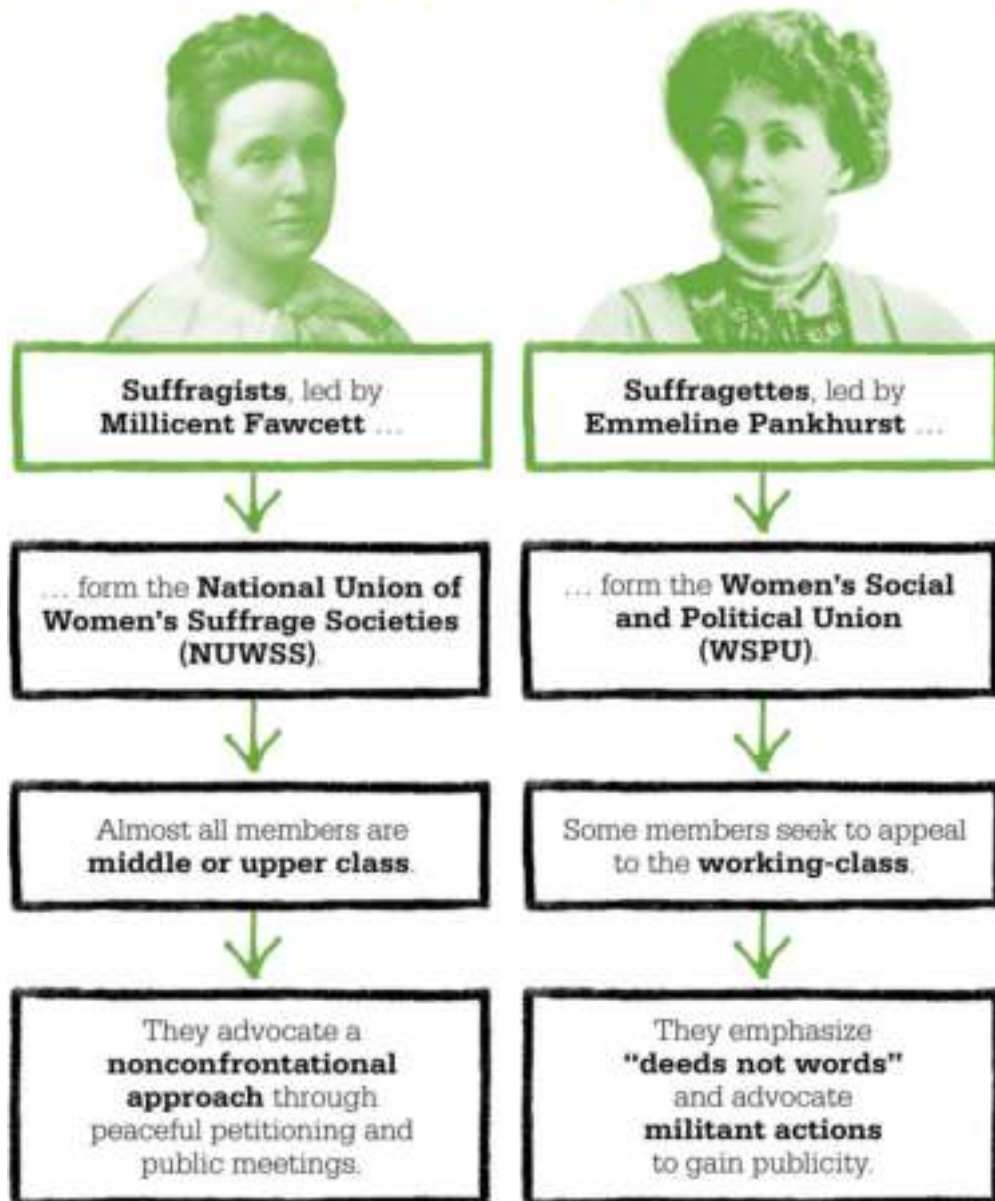 Suffragists, led by
Millicent Fawcett …
… form the National Union of
Women's Suffrage Societies
(NUWSS).
Almost all members are
middle or upper class.
They advocate a
nonconfrontational
approach through
peaceful petitioning and
public meetings.
Suffragettes, led by
Emmeline Pankhurst …
… form the Women's Social
and Political Union
(WSPU).
Some members seek to appeal
to the working-class.
They emphasize
“deeds not words”
and advocate
militant actions
to gain publicity.